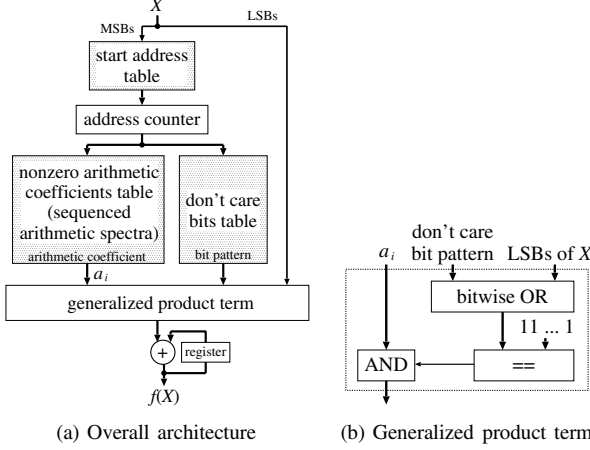 X
MSBs
LSBs
start address
table
address counter
nonzero arithmetic
coefficients table
(sequenced
arithmetic spectra)
arithmetic coefficient
don't care
bits table
bit pattern
a_i
generalized product term
+
register
f(X)
(a) Overall architecture
don't care
bit pattern
a_i
LSBs of X
bitwise OR
11 ... 1
AND
==
(b) Generalized product term